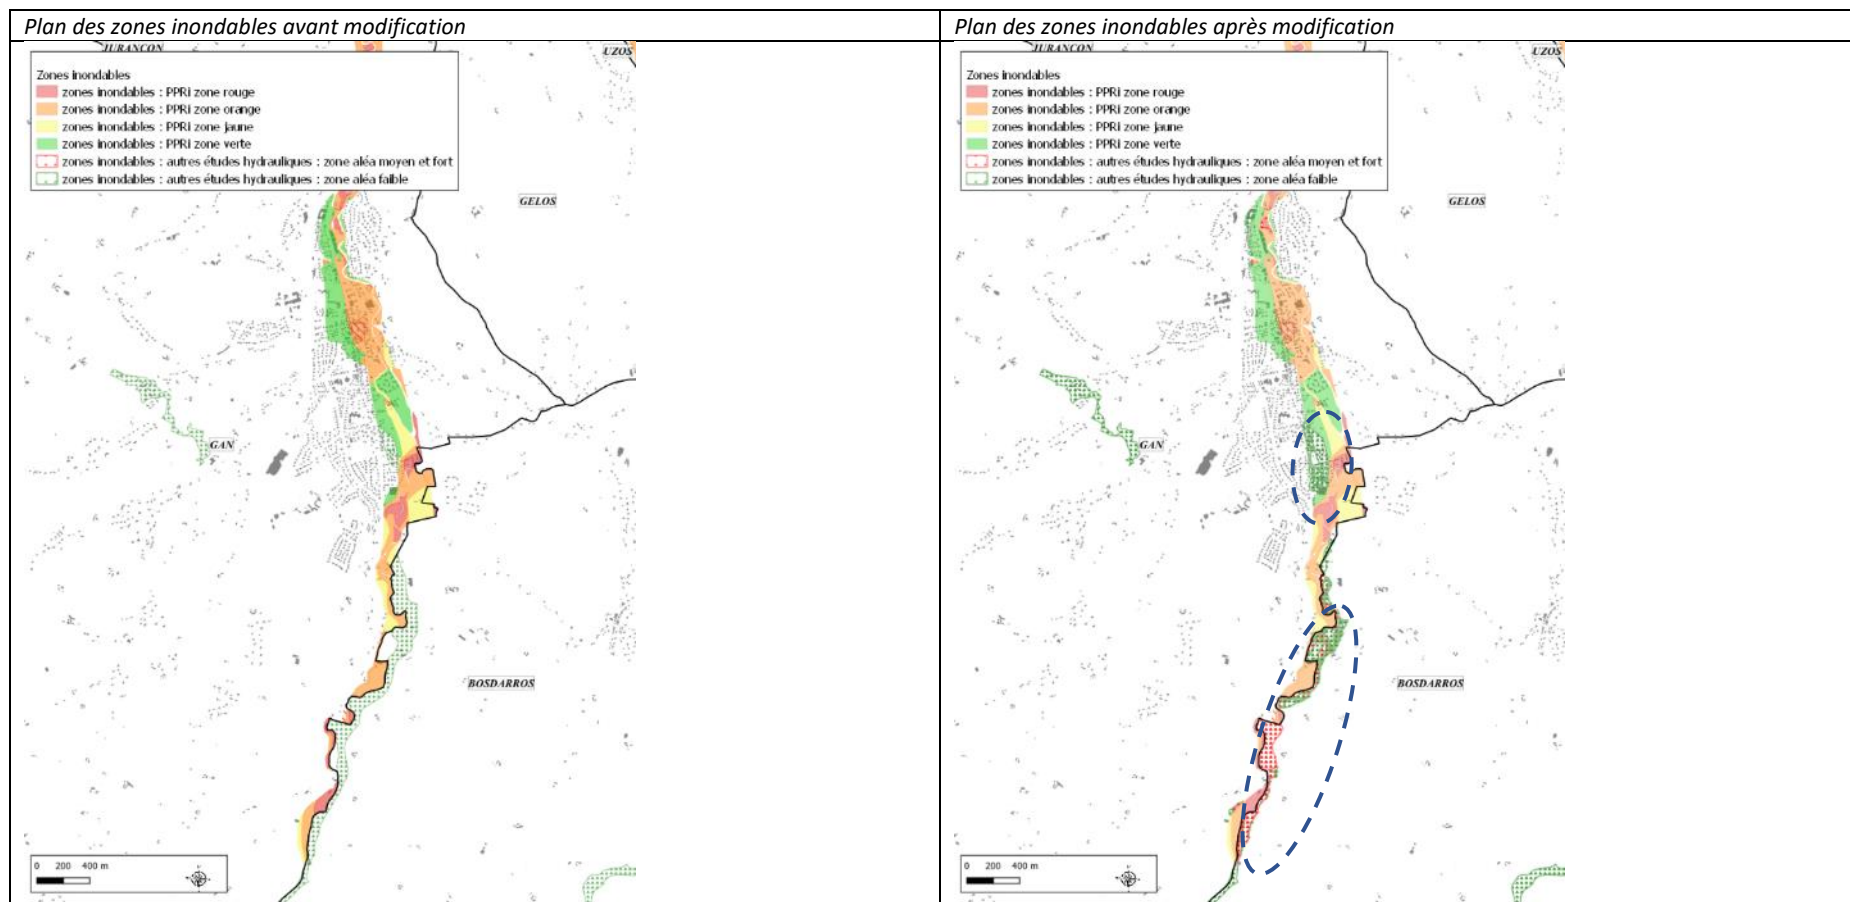 Plan des zones inondables avant modification
JURANCON
UZOS
Zones inondables
zones inondables : PPRi zone rouge
zones inondables : PPRi zone orange
zones inondables : PPRi zone jaune
zones inondables : PPRi zone verte
zones inondables : autres études hydrauliques : zone aléa moyen et fort
zones inondables : autres études hydrauliques : zone aléa faible
GELOS
GAN
BOSDARROS
0 200 400 m
Plan des zones inondables après modification
JURANCON
UZOS
Zones inondables
zones inondables : PPRi zone rouge
zones inondables : PPRi zone orange
zones inondables : PPRi zone jaune
zones inondables : PPRi zone verte
zones inondables : autres études hydrauliques : zone aléa moyen et fort
zones inondables : autres études hydrauliques : zone aléa faible
GELOS
GAN
BOSDARROS
0 200 400 m